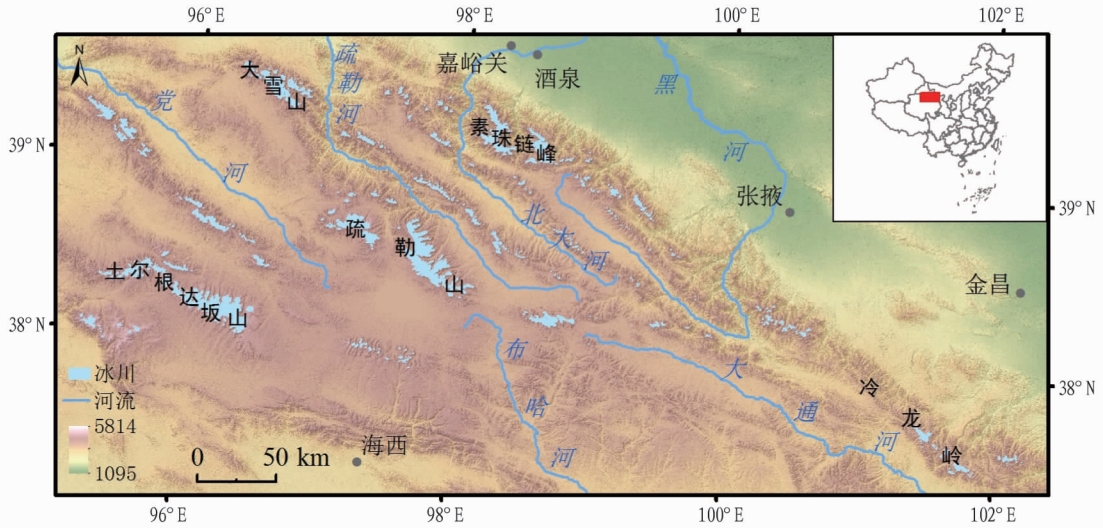 96°E
98°E
100°E
102°E
N
大雪山
党河
疏勒河
嘉峪关
酒泉
黑河
素珠链峰
39°N
张掖
39°N
北大河
疏勒山
土尔根达坂山
金昌
38°N
布哈河
大通河
冷龙岭
38°N
冰川
河流
5814
1095
0 50 km
海西
96°E
98°E
100°E
102°E